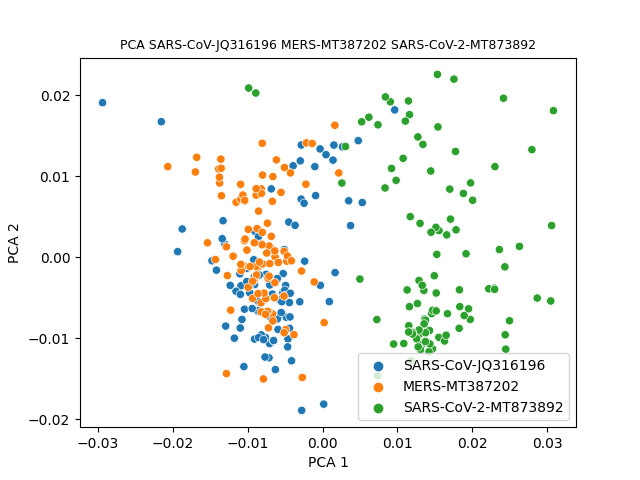 PCA SARS-CoV-JQ316196 MERS-MT387202 SARS-CoV-2-MT873892
PCA 2
0.02
0.01
0.00
−0.01
−0.02
SARS-CoV-JQ316196
MERS-MT387202
SARS-CoV-2-MT873892
−0.03 −0.02 −0.01 0.00 0.01 0.02 0.03
PCA 1